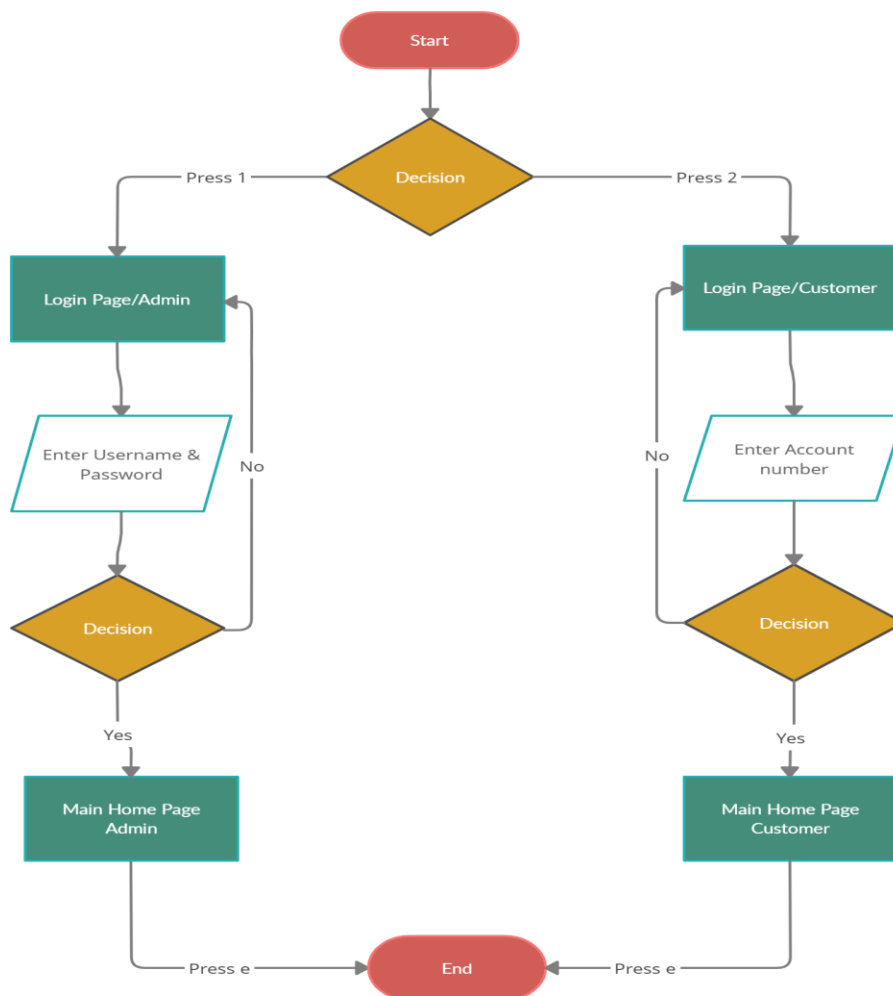 Start
Decision
Press 1
Press 2
Login Page/Admin
Login Page/Customer
Enter Username &
Password
No
No
Enter Account
number
Decision
Decision
Yes
Yes
Main Home Page
Admin
Main Home Page
Customer
Press e
End
Press e